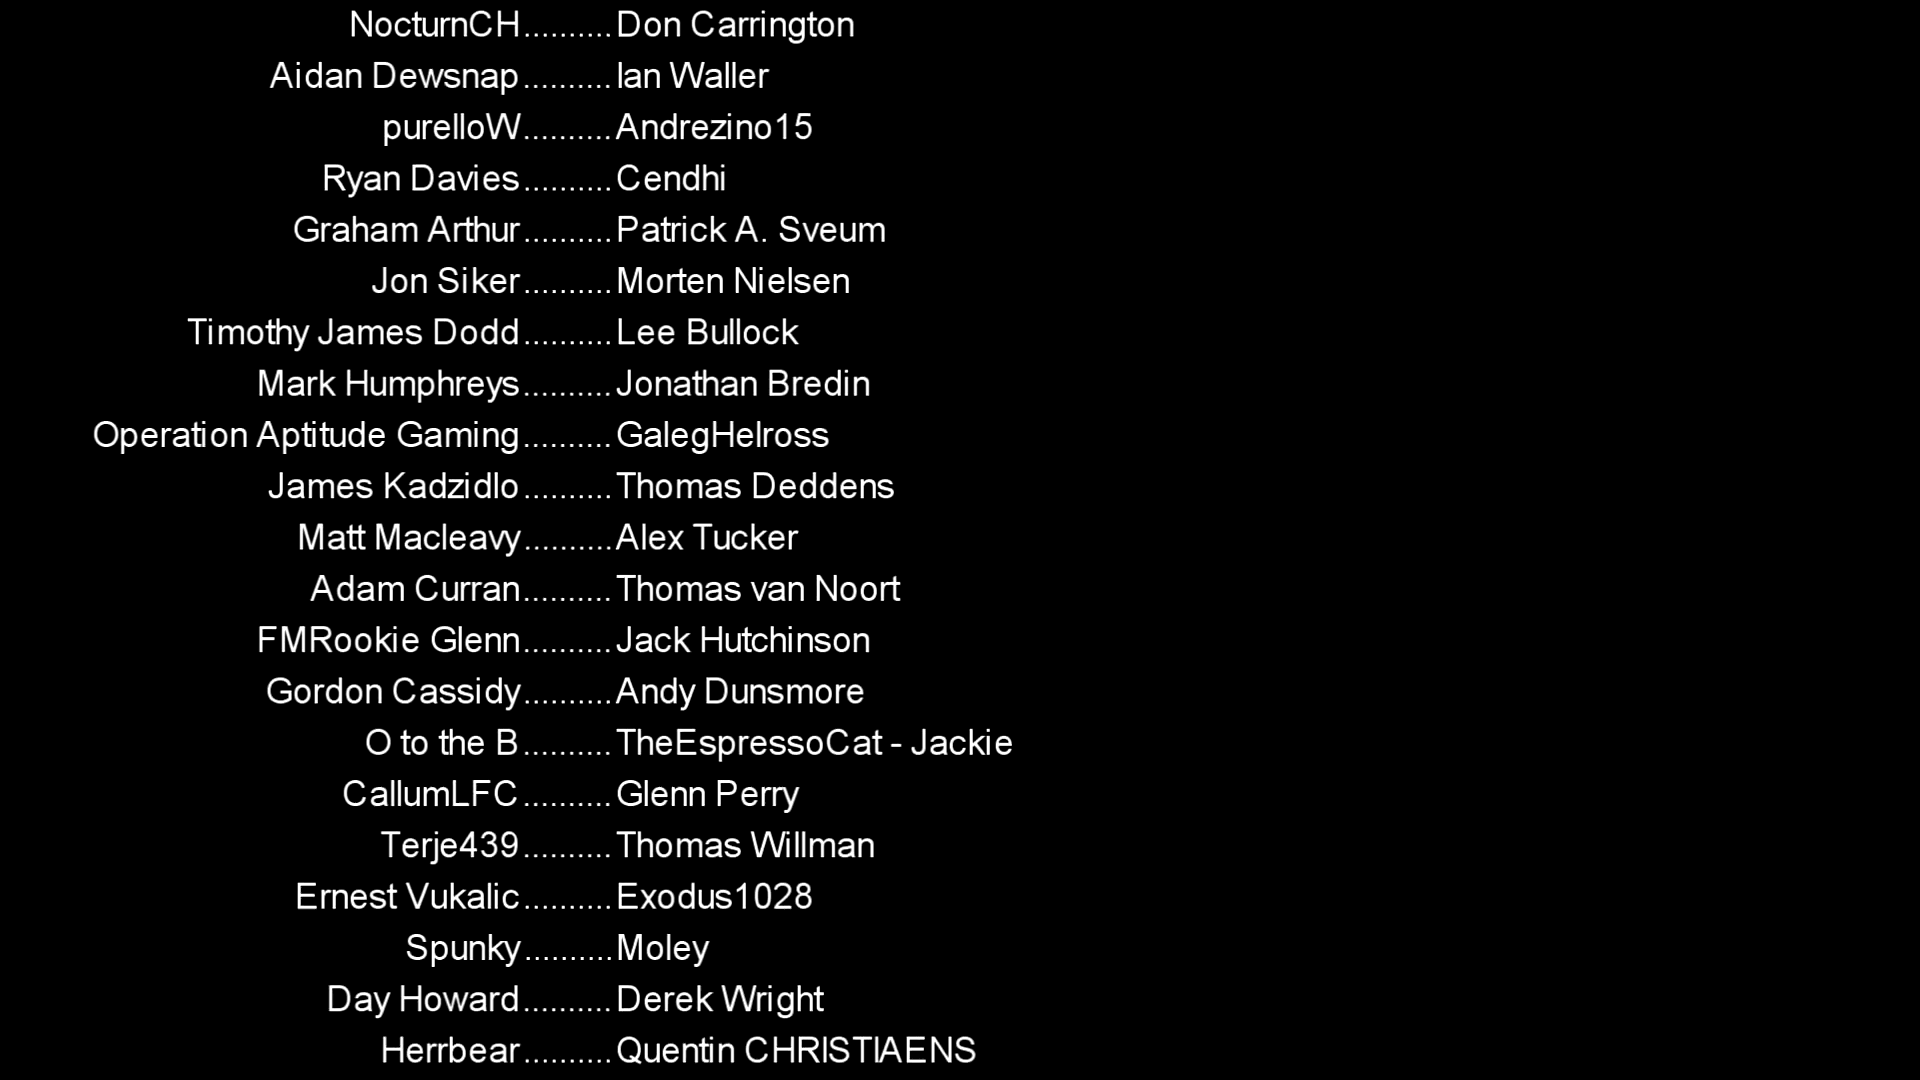 NocturnCH..........Don Carrington
Aidan Dewsnap..........Ian Waller
purelloW..........Andrezino15
Ryan Davies..........Cendhi
Graham Arthur..........Patrick A. Sveum
Jon Siker..........Morten Nielsen
Timothy James Dodd..........Lee Bullock
Mark Humphreys..........Jonathan Bredin
Operation Aptitude Gaming..........GalegHelross
James Kadzidlo..........Thomas Deddens
Matt Macleavy..........Alex Tucker
Adam Curran..........Thomas van Noort
FMRookie Glenn..........Jack Hutchinson
Gordon Cassidy..........Andy Dunsmore
O to the B..........TheEspressoCat - Jackie
CallumLFC..........Glenn Perry
Terje439..........Thomas Willman
Ernest Vukalic..........Exodus1028
Spunky..........Moley
Day Howard..........Derek Wright
Herrbear..........Quentin CHRISTIAENS